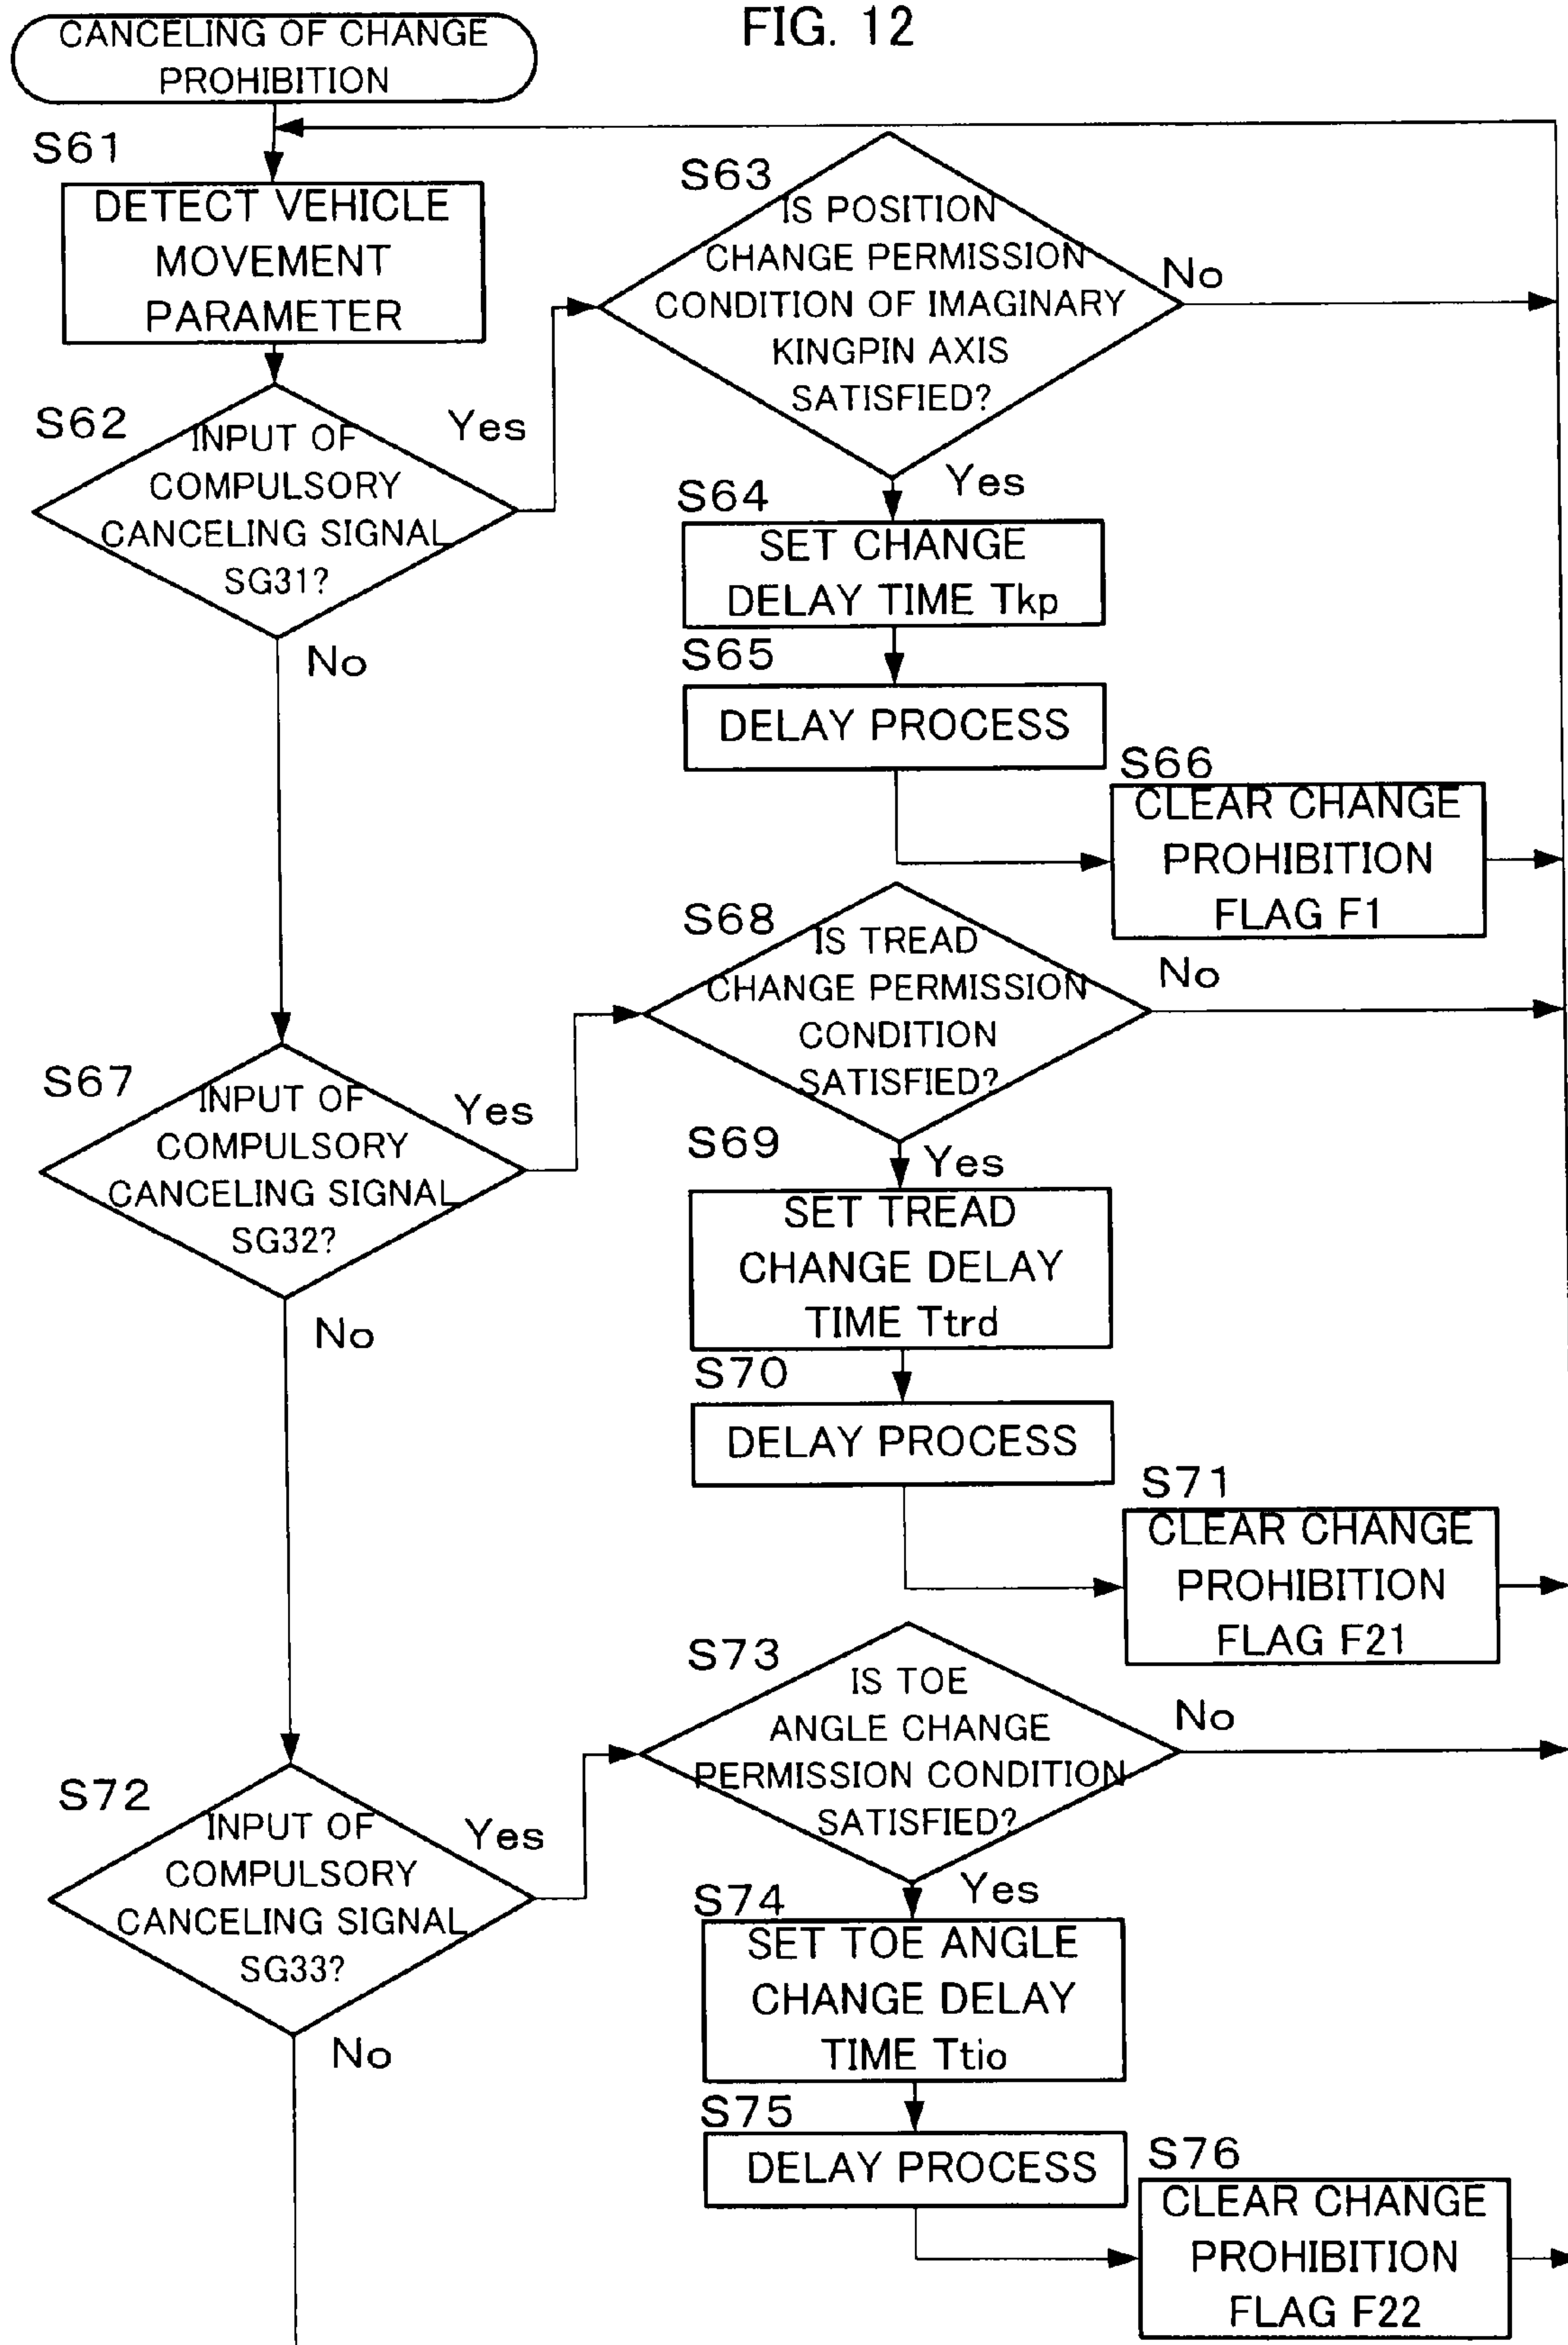 FIG. 12
CANCELING OF CHANGE
PROHIBITION
S61
DETECT VEHICLE
MOVEMENT
PARAMETER
S62
INPUT OF
COMPULSORY
CANCELING SIGNAL
SG31?
Yes
No
S63
IS POSITION
CHANGE PERMISSION
CONDITION OF IMAGINARY
KINGPIN AXIS
SATISFIED?
No
Yes
S64
SET CHANGE
DELAY TIME Tkp
S65
DELAY PROCESS
S66
CLEAR CHANGE
PROHIBITION
FLAG F1
S67
INPUT OF
COMPULSORY
CANCELING SIGNAL
SG32?
Yes
No
S68
IS TREAD
CHANGE PERMISSION
CONDITION
SATISFIED?
No
Yes
S69
SET TREAD
CHANGE DELAY
TIME Ttrd
S70
DELAY PROCESS
S71
CLEAR CHANGE
PROHIBITION
FLAG F21
S72
INPUT OF
COMPULSORY
CANCELING SIGNAL
SG33?
Yes
No
S73
IS TOE
ANGLE CHANGE
PERMISSION CONDITION
SATISFIED?
No
Yes
S74
SET TOE ANGLE
CHANGE DELAY
TIME Ttio
S75
DELAY PROCESS
S76
CLEAR CHANGE
PROHIBITION
FLAG F22